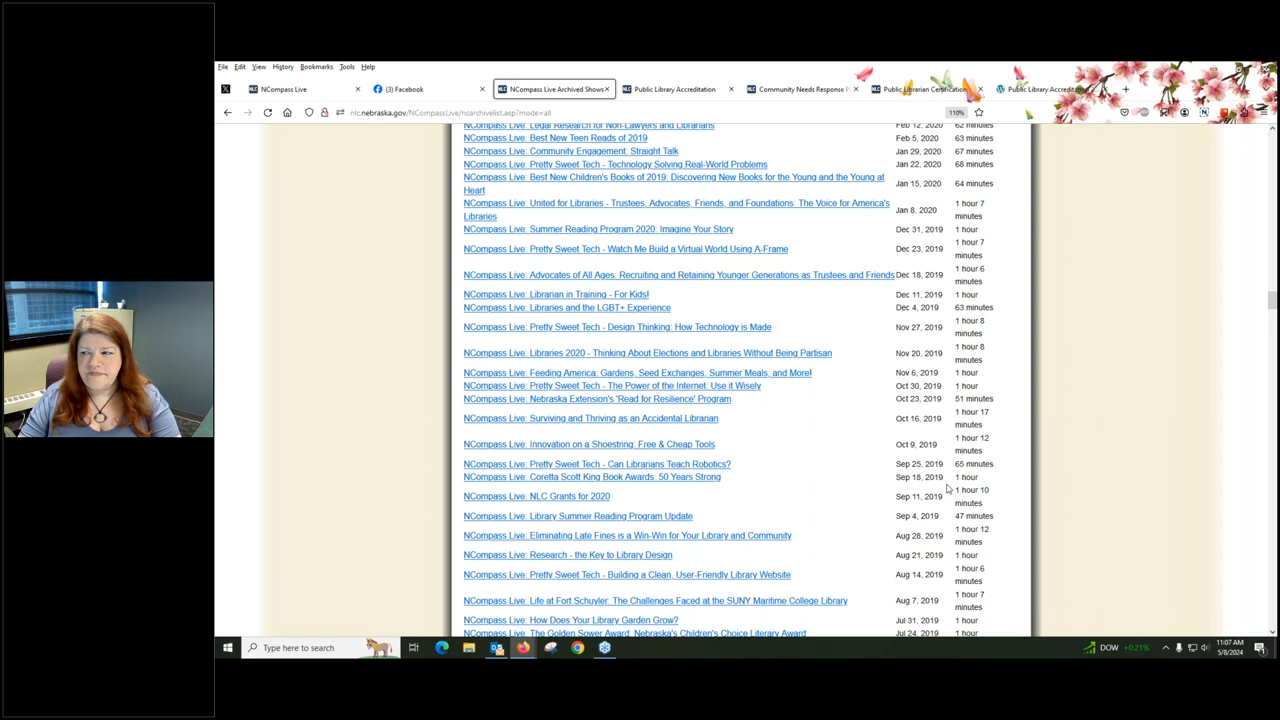 File Edit View History Bookmarks Tools Help
NCompass Live
(3) Facebook
NCompass Live Archived Shows
Public Library Accreditation
Community Needs Response P
Public Librarian Certification
Public Library Accred
nlc.nebraska.gov/NCompassLive/ncarchivelist.asp?mode=all
110%
NCompass Live: Legal Research for Non-Lawyers and Librarians Feb 12, 2020 62 minutes
NCompass Live: Best New Teen Reads of 2019 Feb 5, 2020 63 minutes
NCompass Live: Community Engagement: Straight Talk Jan 29, 2020 67 minutes
NCompass Live: Pretty Sweet Tech - Technology Solving Real-World Problems Jan 22, 2020 68 minutes
NCompass Live: Best New Children's Books of 2019: Discovering New Books for the Young and the Young at
Heart
Jan 15, 2020 64 minutes
NCompass Live: United for Libraries - Trustees, Advocates, Friends, and Foundations: The Voice for America's
Libraries
Jan 8, 2020
1 hour 7
minutes
NCompass Live: Summer Reading Program 2020: Imagine Your Story Dec 31, 2019 1 hour
NCompass Live: Pretty Sweet Tech - Watch Me Build a Virtual World Using A-Frame Dec 23, 2019
1 hour 7
minutes
NCompass Live: Advocates of All Ages: Recruiting and Retaining Younger Generations as Trustees and Friends Dec 18, 2019
1 hour 6
minutes
NCompass Live: Librarian in Training - For Kids! Dec 11, 2019 1 hour
NCompass Live: Libraries and the LGBT+ Experience Dec 4, 2019 63 minutes
NCompass Live: Pretty Sweet Tech - Design Thinking: How Technology is Made Nov 27, 2019
1 hour 8
minutes
NCompass Live: Libraries 2020 - Thinking About Elections and Libraries Without Being Partisan Nov 20, 2019
1 hour 8
minutes
NCompass Live: Feeding America: Gardens, Seed Exchanges, Summer Meals, and More! Nov 6, 2019 1 hour
NCompass Live: Pretty Sweet Tech - The Power of the Internet: Use it Wisely Oct 30, 2019 1 hour
NCompass Live: Nebraska Extension's 'Read for Resilience' Program Oct 23, 2019 51 minutes
NCompass Live: Surviving and Thriving as an Accidental Librarian Oct 16, 2019
1 hour 17
minutes
NCompass Live: Innovation on a Shoestring: Free & Cheap Tools Oct 9, 2019
1 hour 12
minutes
NCompass Live: Pretty Sweet Tech - Can Librarians Teach Robotics? Sep 25, 2019 65 minutes
NCompass Live: Coretta Scott King Book Awards: 50 Years Strong Sep 18, 2019 1 hour
NCompass Live: NLC Grants for 2020 Sep 11, 2019
1 hour 10
minutes
NCompass Live: Library Summer Reading Program Update Sep 4, 2019 47 minutes
NCompass Live: Eliminating Late Fines is a Win-Win for Your Library and Community Aug 28, 2019
1 hour 12
minutes
NCompass Live: Research - the Key to Library Design Aug 21, 2019 1 hour
NCompass Live: Pretty Sweet Tech - Building a Clean, User-Friendly Library Website Aug 14, 2019
1 hour 6
minutes
NCompass Live: Life at Fort Schuyler: The Challenges Faced at the SUNY Maritime College Library Aug 7, 2019
1 hour 7
minutes
NCompass Live: How Does Your Library Garden Grow? Jul 31, 2019 1 hour
NCompass Live: The Golden Sower Award: Nebraska's Children's Choice Literary Award Jul 24, 2019 1 hour
Type here to search
DOW +0.21%
11:07 AM
5/8/2024